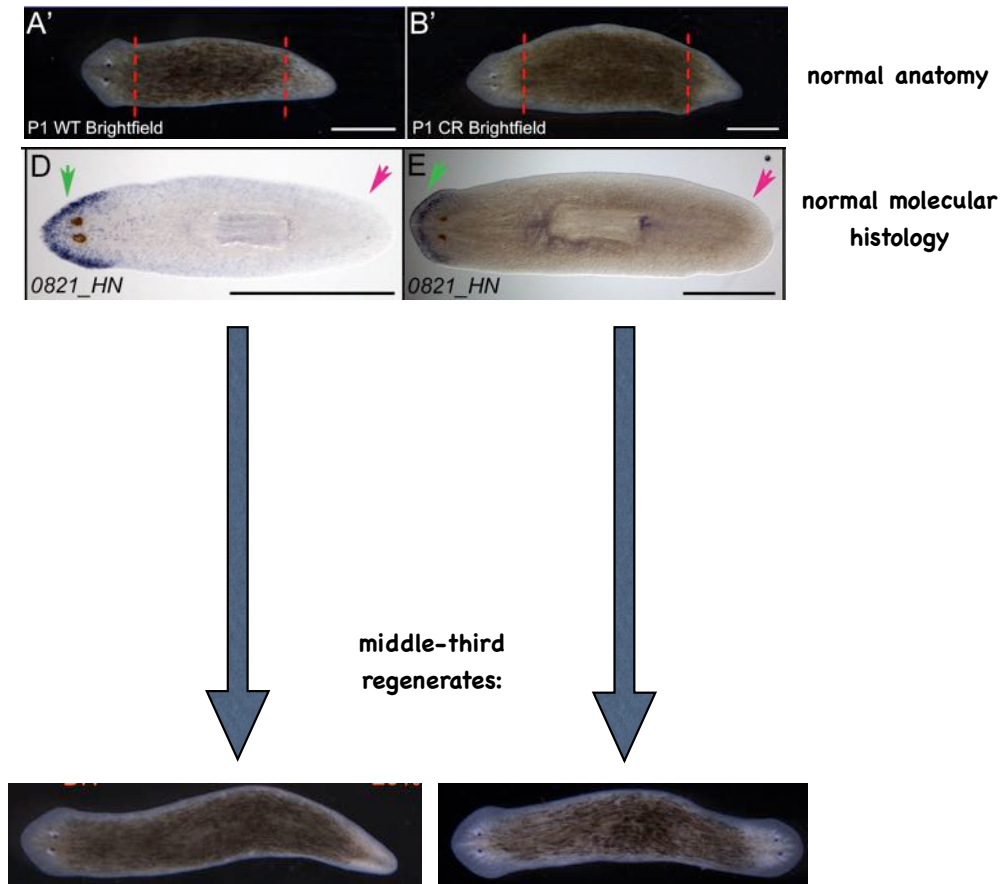 A’
B’
P1 WT Brightfield
P1 CR Brightfield
normal anatomy
D
E
0821_HN
0821_HN
normal molecular
histology
middle-third
regenerates: